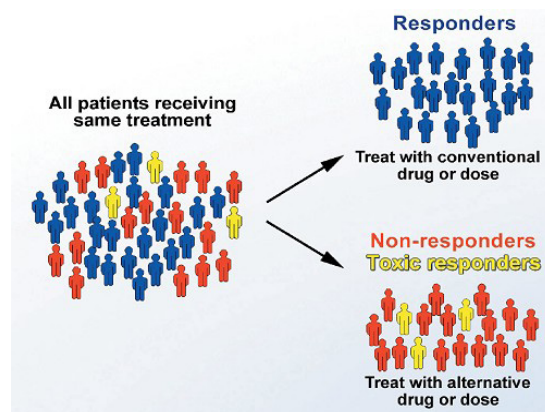 Responders
All patients receiving
same treatment
Treat with conventional
drug or dose
Non-responders
Toxic responders
Treat with alternative
drug or dose